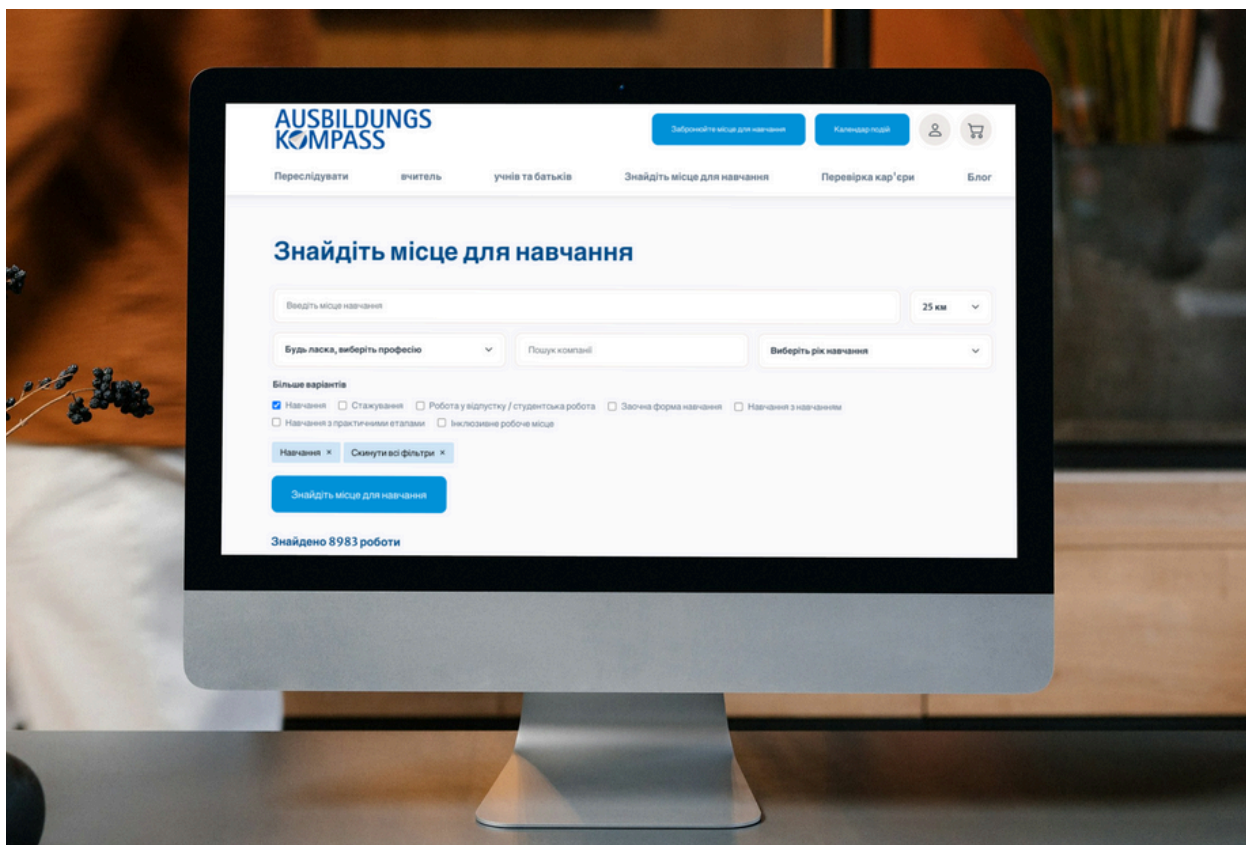 AUSBILDUNGS
KOMPASS
Забронюйте місце для навчання Календар подій
Переслідувати вчитель учнів та батьків Знайдіть місце для навчання Перевірка кар'єри Блог
Знайдіть місце для навчання
Введіть місце навчання 25 км
Будь ласка, виберіть професію Пошук компанії Виберіть рік навчання
Більше варіантів
Навчання Стажування Робота у відпустку / студентська робота Заочна форма навчання Навчання з навчанням
Навчання з практичними етапами Інклюзивне робоче місце
Навчання × Скинути всі фільтри ×
Знайдіть місце для навчання
Знайдено 8983 роботи